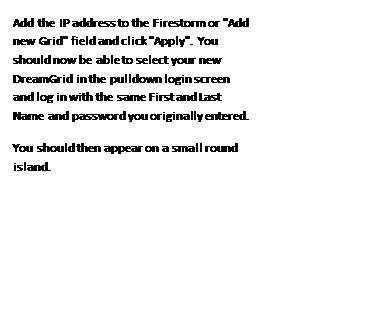 Add the IP address to the Firestorm or "Add
new Grid" field and click "Apply". You
should now be able to select your new
DreamGrid in the pulldown login screen
and log in with the same First and Last
Name and password you originally entered.
You should then appear on a small round
island.